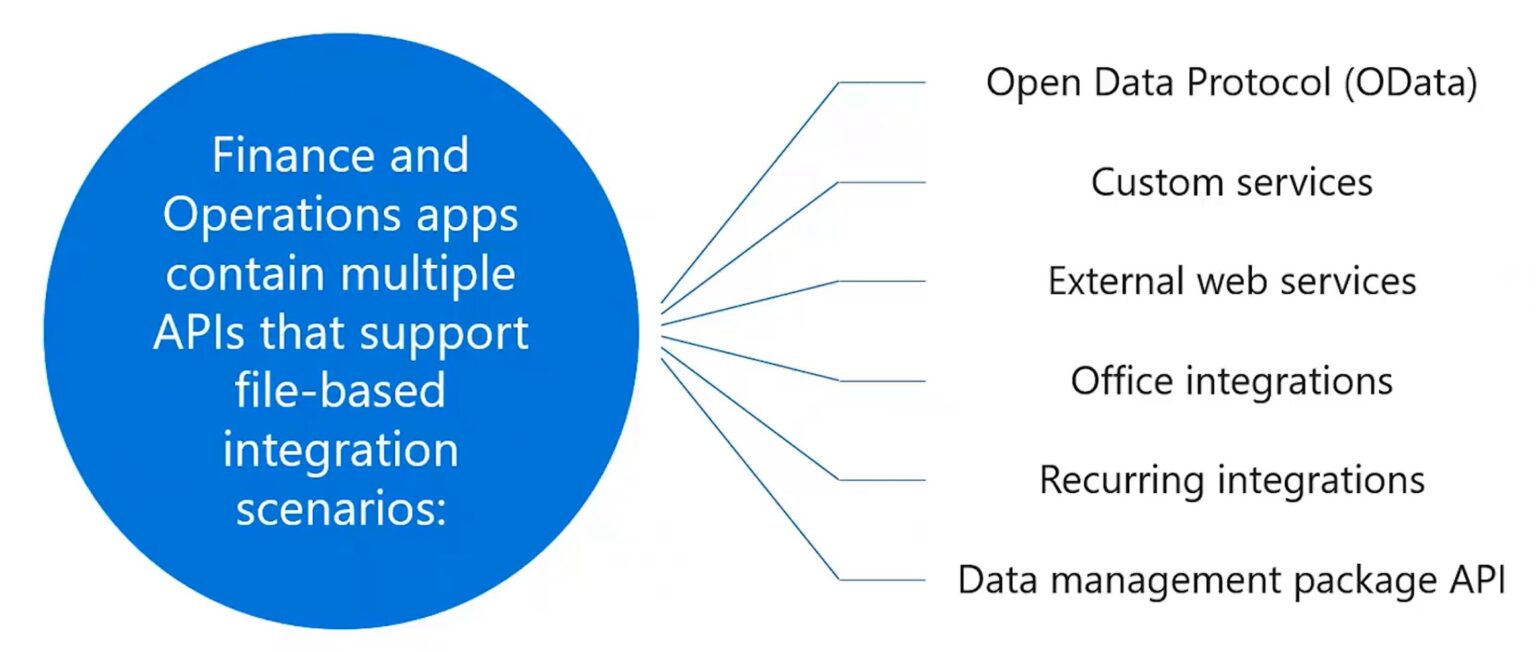 Finance and
Operations apps
contain multiple
APIs that support
file-based
integration
scenarios:
Open Data Protocol (OData)
Custom services
External web services
Office integrations
Recurring integrations
Data management package API